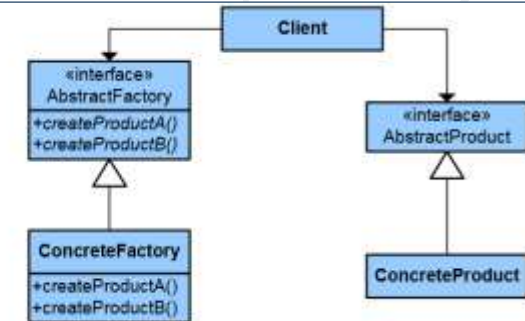 Client
«interface»
AbstractFactory
+createProductA()
+createProductB()
«interface»
AbstractProduct
ConcreteFactory
+createProductA()
+createProductB()
ConcreteProduct